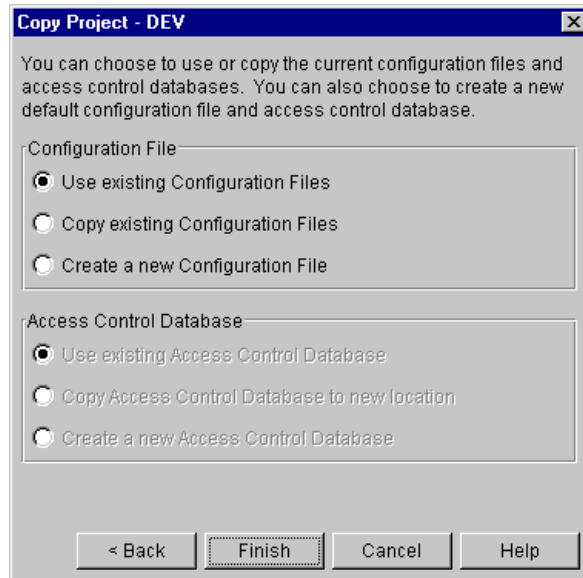 Copy Project - DEV
You can choose to use or copy the current configuration files and
access control databases. You can also choose to create a new
default configuration file and access control database.
Configuration File
Use existing Configuration Files
Copy existing Configuration Files
Create a new Configuration File
Access Control Database
Use existing Access Control Database
Copy Access Control Database to new location
Create a new Access Control Database
< Back Finish Cancel Help